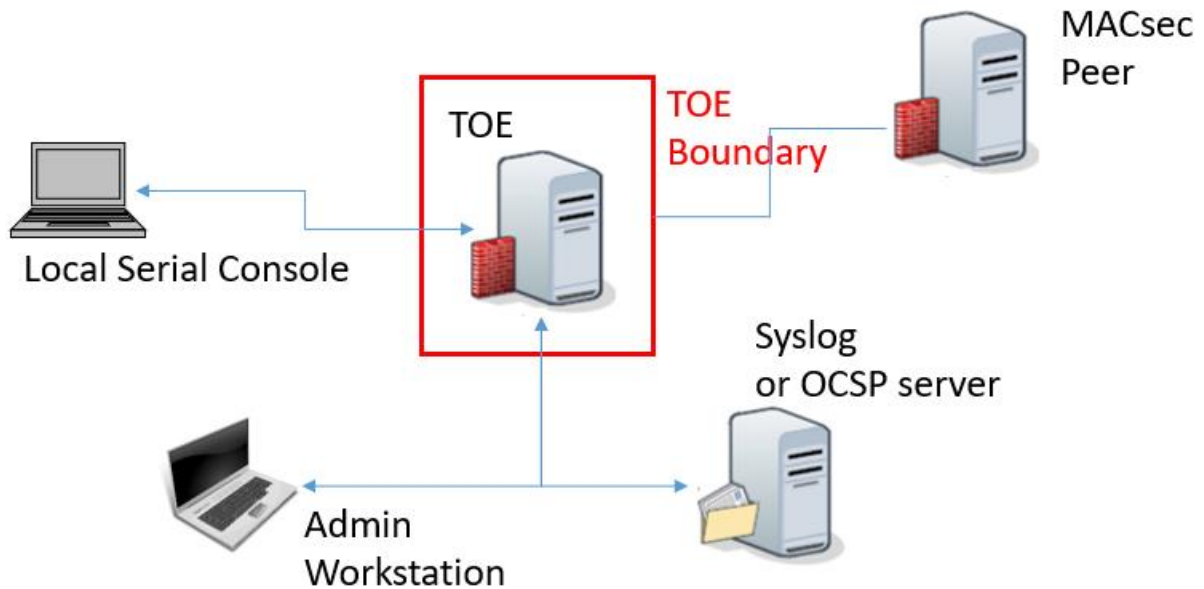 MACsec
Peer
TOE
TOE
Boundary
Local Serial Console
Syslog
or OCSP server
Admin
Workstation